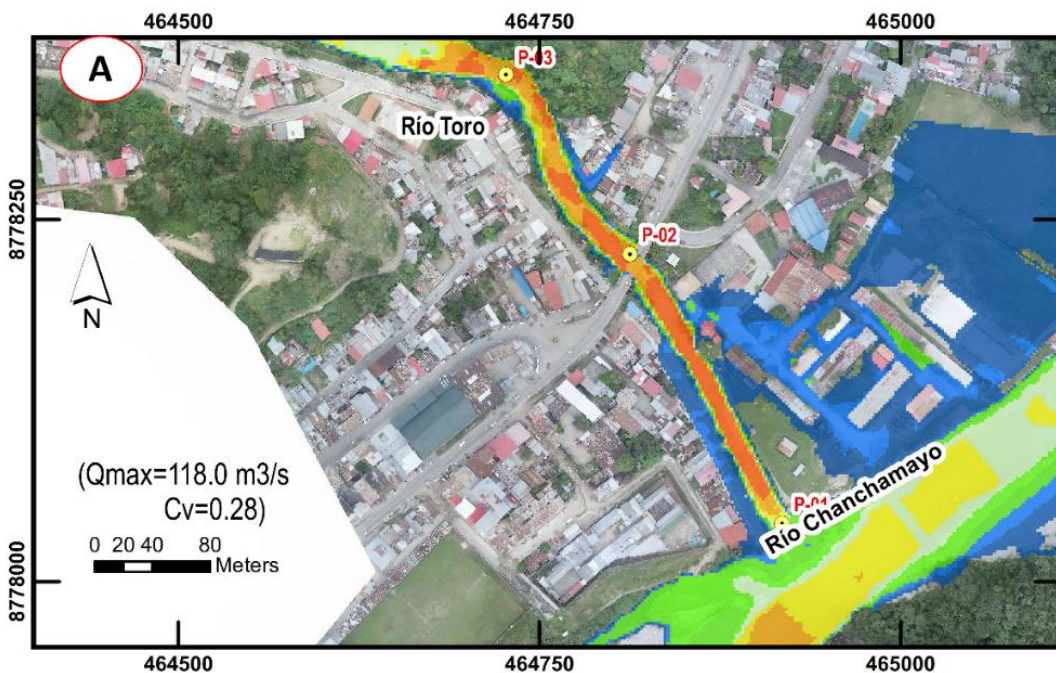 464500 464750 465000
A
P-03
Río Toro
8778250
P-02
N
P-01
Río Chanchamayo
(Qmax=118.0 m3/s
Cv=0.28)
0 20 40 80
Meters
8778000
464500 464750 465000